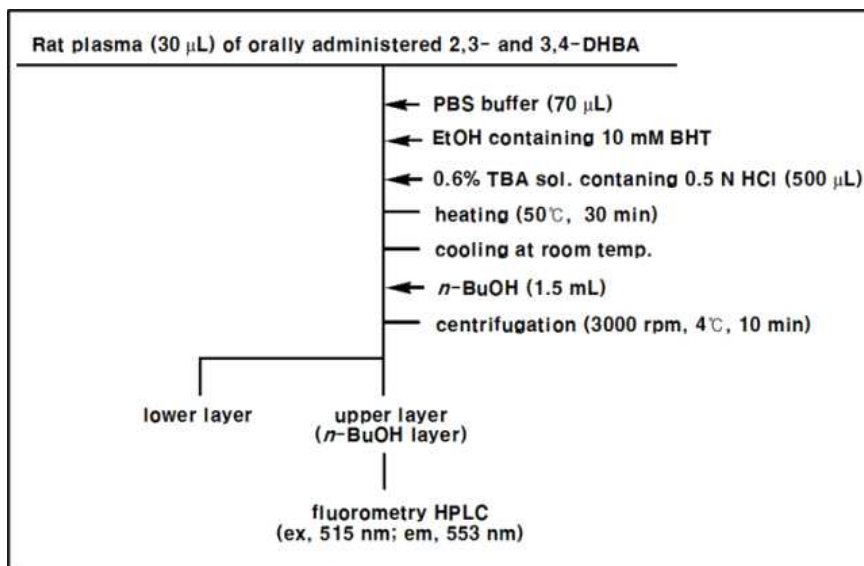 Rat plasma (30 μL) of orally administered 2,3- and 3,4-DHBA
PBS buffer (70 μL)
EtOH containing 10 mM BHT
0.6% TBA sol. contaning 0.5 N HCl (500 μL)
heating (50℃, 30 min)
cooling at room temp.
n-BuOH (1.5 mL)
centrifugation (3000 rpm, 4℃, 10 min)
lower layer
upper layer
(n-BuOH layer)
fluorometry HPLC
(ex, 515 nm; em, 553 nm)